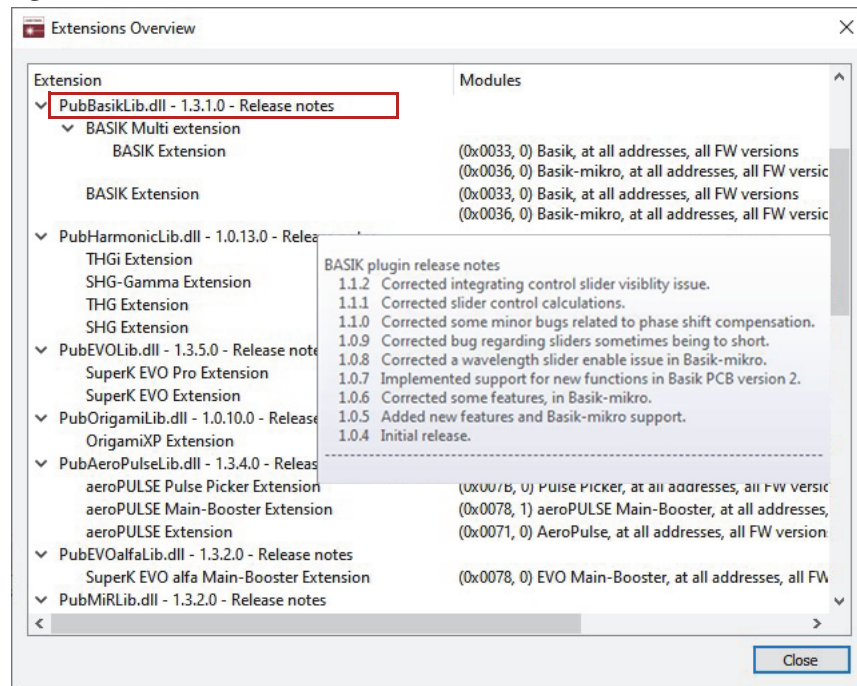 Extensions Overview
Extension Modules
PubBasikLib.dll - 1.3.1.0 - Release notes
BASIK Multi extension
BASIK Extension (0x0033, 0) Basik, at all addresses, all FW versions
(0x0036, 0) Basik-mikro, at all addresses, all FW versic
BASIK Extension (0x0033, 0) Basik, at all addresses, all FW versions
(0x0036, 0) Basik-mikro, at all addresses, all FW versic
PubHarmonicLib.dll - 1.0.13.0 - Relea
THGi Extension
SHG-Gamma Extension
THG Extension
SHG Extension
PubEVOLib.dll - 1.3.5.0 - Release note
SuperK EVO Pro Extension
SuperK EVO Extension
PubOrigamiLib.dll - 1.0.10.0 - Release
OrigamiXP Extension
PubAeroPulseLib.dll - 1.3.4.0 - Releas
BASIK plugin release notes
1.1.2 Corrected integrating control slider visiblity issue.
1.1.1 Corrected slider control calculations.
1.1.0 Corrected some minor bugs related to phase shift compensation.
1.0.9 Corrected bug regarding sliders sometimes being to short.
1.0.8 Corrected a wavelength slider enable issue in Basik-mikro.
1.0.7 Implemented support for new functions in Basik PCB version 2.
1.0.6 Corrected some features, in Basik-mikro.
1.0.5 Added new features and Basik-mikro support.
1.0.4 Initial release.
aeroPULSE Pulse Picker Extension (0x007B, 0) Pulse Picker, at all addresses, all FW versic
aeroPULSE Main-Booster Extension (0x0078, 1) aeroPULSE Main-Booster, at all addresses,
aeroPULSE Extension (0x0071, 0) AeroPulse, at all addresses, all FW version
PubEVOalfaLib.dll - 1.3.2.0 - Release notes
SuperK EVO alfa Main-Booster Extension (0x0078, 0) EVO Main-Booster, at all addresses, all FW
PubMiRLib.dll - 1.3.2.0 - Release notes
Close